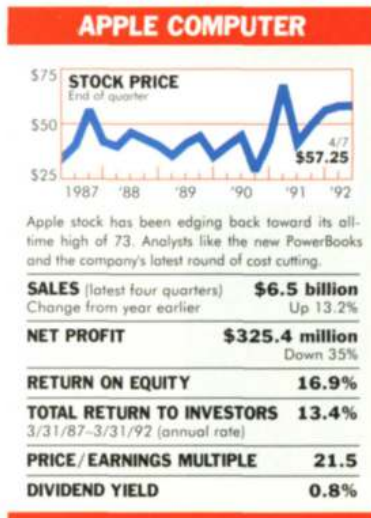 APPLE COMPUTER
$75
STOCK PRICE
End of quarter
$50
4/7
$57.25
$25
1987 '88 '89 '90 '91 '92
Apple stock has been edging back toward its all-
time high of 73. Analysts like the new PowerBooks
and the company's latest round of cost cutting.
SALES (latest four quarters) $6.5 billion
Change from year earlier Up 13.2%
NET PROFIT $325.4 million
Down 35%
RETURN ON EQUITY 16.9%
TOTAL RETURN TO INVESTORS 13.4%
3/31/87–3/31/92 (annual rate)
PRICE/EARNINGS MULTIPLE 21.5
DIVIDEND YIELD 0.8%